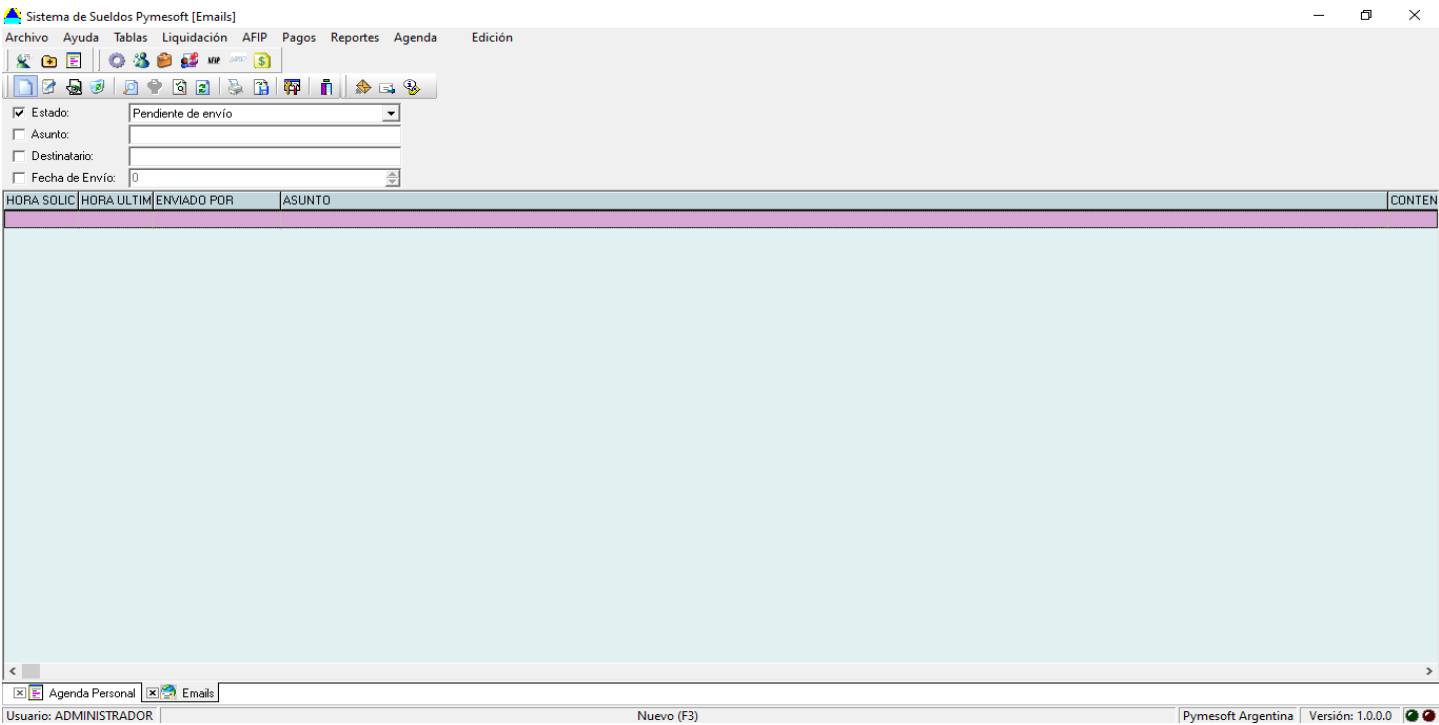 Sistema de Sueldos Pymesoft [Emails]
Archivo Ayuda Tablas Liquidación AFIP Pagos Reportes Agenda Edición
AFIP
Estado: Pendiente de envío
Asunto:
Destinatario:
Fecha de Envío: 0
HORA SOLIC HORA ULTIM ENVIADO POR ASUNTO CONTEN
Agenda Personal Emails
Usuario: ADMINISTRADOR Nuevo (F3) Pymesoft Argentina Versión: 1.0.0.0